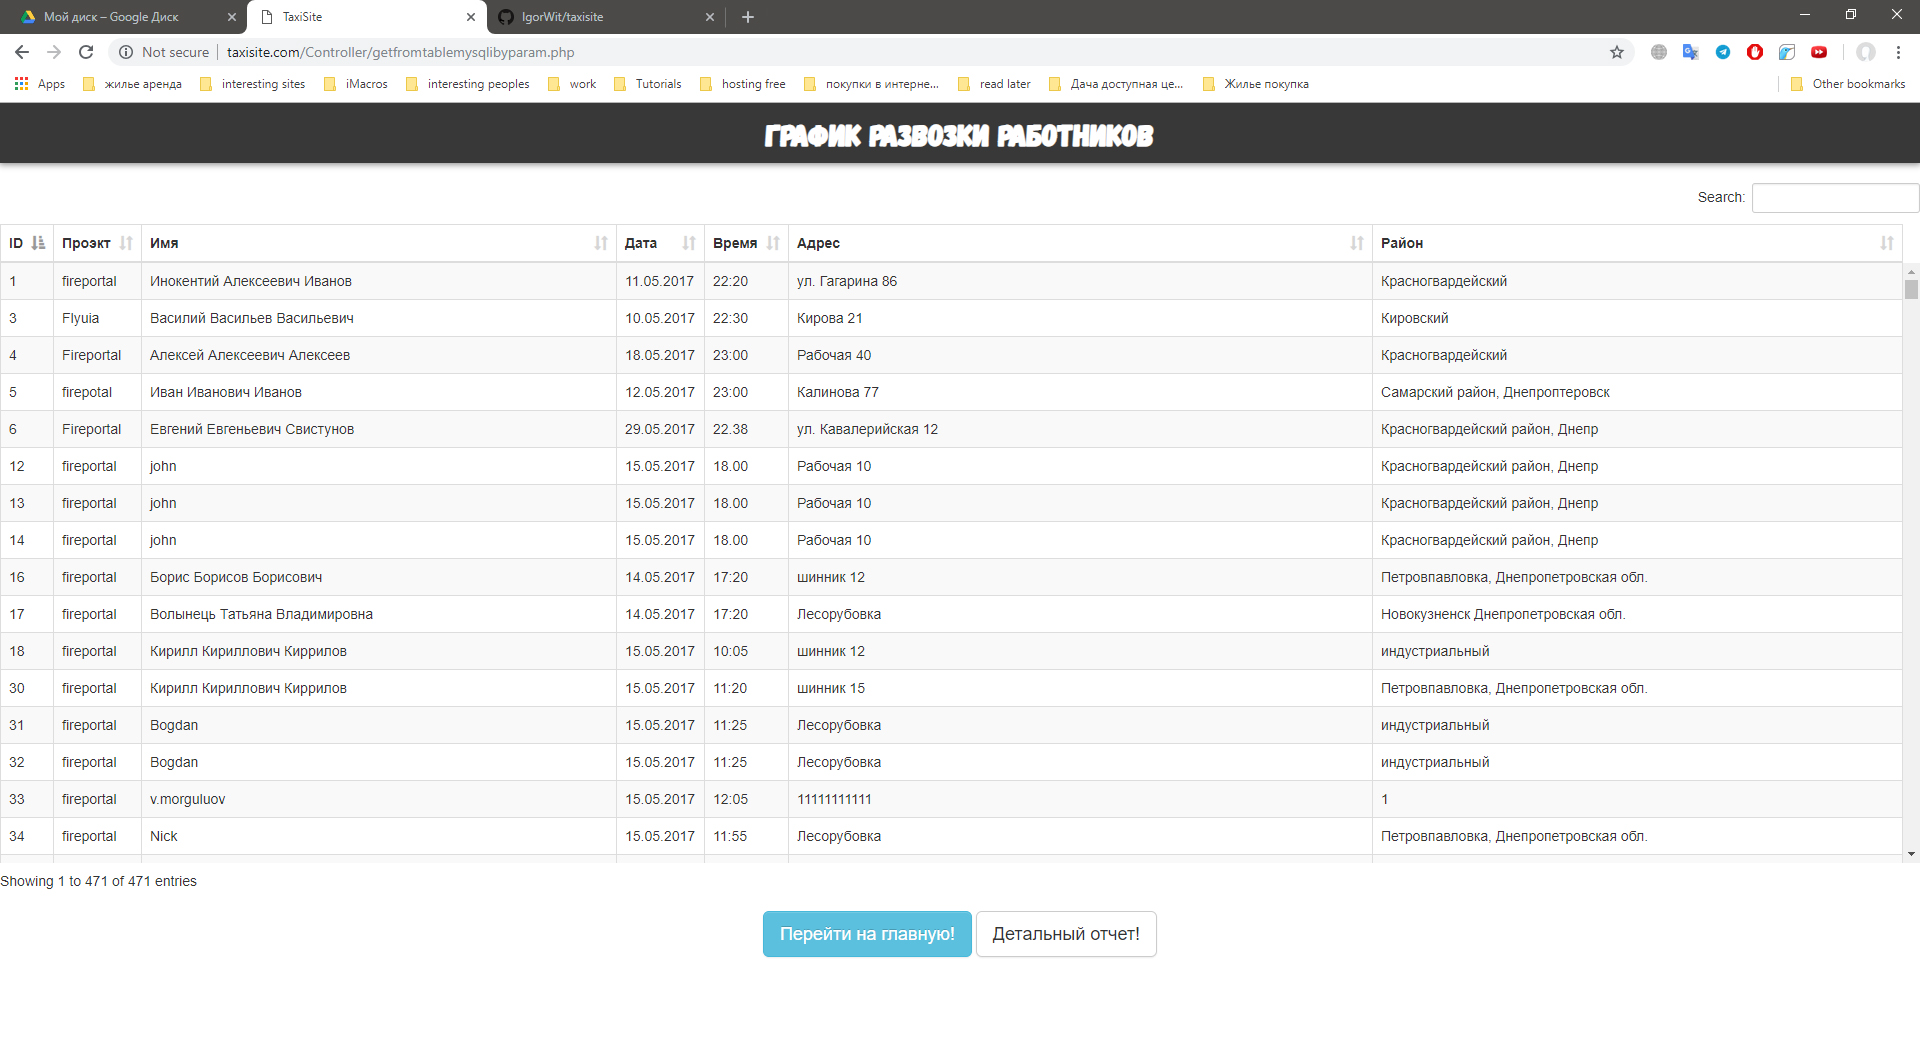 Мой диск – Google Диск
TaxiSite
IgorWit/taxisite
Not secure taxisite.com/Controller/getfromtablemysqlibyparam.php
Apps жилье аренда interesting sites iMacros interesting peoples work Tutorials hosting free покупки в интерне... read later Дача доступная це... Жилье покупка Other bookmarks
ГРАФИК РАЗВОЗКИ РАБОТНИКОВ
Search:
ID Проэкт Имя Дата Время Адрес Район
1 fireportal Инокентий Алексеевич Иванов 11.05.2017 22:20 ул. Гагарина 86 Красногвардейский
3 Flyuia Василий Васильев Васильевич 10.05.2017 22:30 Кирова 21 Кировский
4 Fireportal Алексей Алексеевич Алексеев 18.05.2017 23:00 Рабочая 40 Красногвардейский
5 firepotal Иван Иванович Иванов 12.05.2017 23:00 Калинова 77 Самарский район, Днепроптеровск
6 Fireportal Евгений Евгеньевич Свистунов 29.05.2017 22.38 ул. Кавалерийская 12 Красногвардейский район, Днепр
12 fireportal john 15.05.2017 18.00 Рабочая 10 Красногвардейский район, Днепр
13 fireportal john 15.05.2017 18.00 Рабочая 10 Красногвардейский район, Днепр
14 fireportal john 15.05.2017 18.00 Рабочая 10 Красногвардейский район, Днепр
16 fireportal Борис Борисов Борисович 14.05.2017 17:20 шинник 12 Петровпавловка, Днепропетровская обл.
17 fireportal Волынець Татьяна Владимировна 14.05.2017 17:20 Лесорубовка Новокузненск Днепропетровская обл.
18 fireportal Кирилл Кириллович Киррилов 15.05.2017 10:05 шинник 12 индустриальный
30 fireportal Кирилл Кириллович Киррилов 15.05.2017 11:20 шинник 15 Петровпавловка, Днепропетровская обл.
31 fireportal Bogdan 15.05.2017 11:25 Лесорубовка индустриальный
32 fireportal Bogdan 15.05.2017 11:25 Лесорубовка индустриальный
33 fireportal v.morguluov 15.05.2017 12:05 11111111111 1
34 fireportal Nick 15.05.2017 11:55 Лесорубовка Петровпавловка, Днепропетровская обл.
Showing 1 to 471 of 471 entries
Перейти на главную! Детальный отчет!